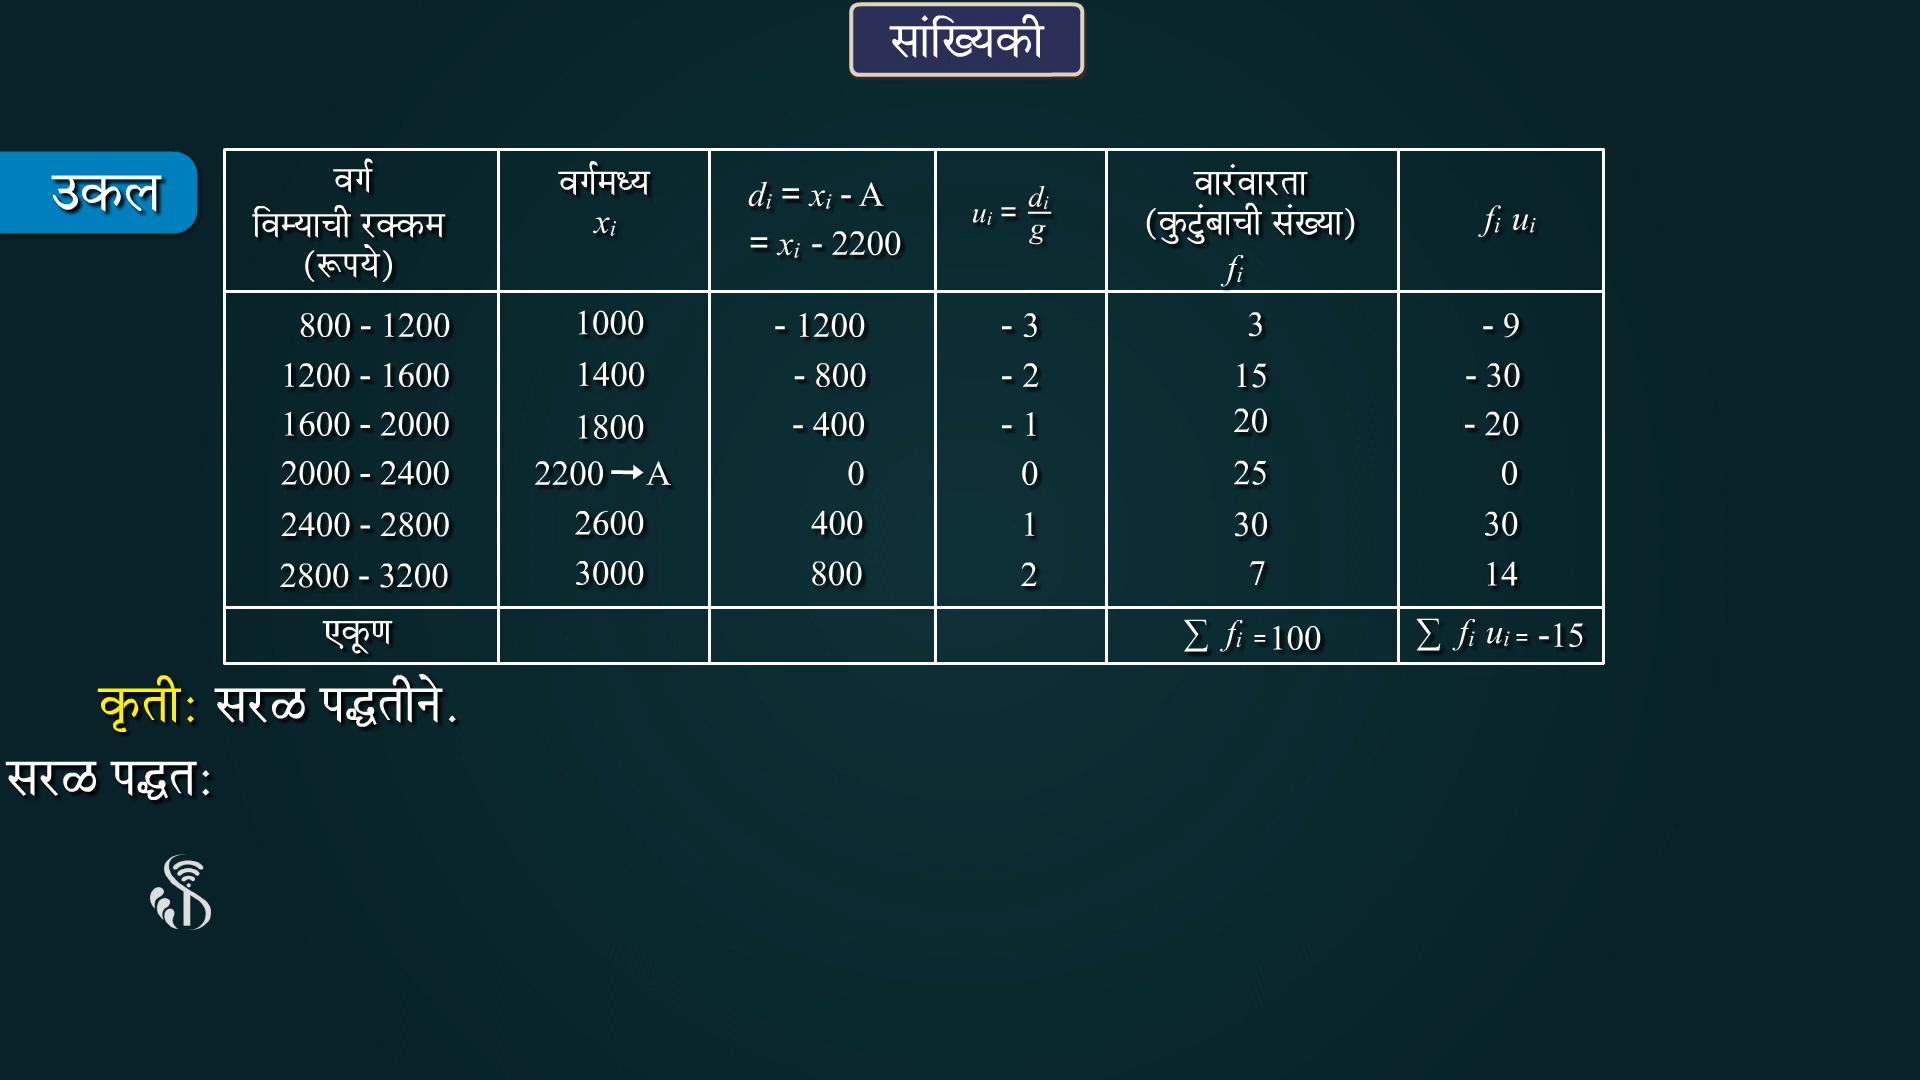 सांख्यिकी
उकल
वर्ग विम्याची रक्कम (रूपये) | वर्गमध्य xᵢ | dᵢ = xᵢ - A = xᵢ - 2200 | uᵢ = dᵢ/g | वारंवारता (कुटुंबाची संख्या) fᵢ | fᵢ uᵢ
800 - 1200 | 1000 | - 1200 | - 3 | 3 | - 9
1200 - 1600 | 1400 | - 800 | - 2 | 15 | - 30
1600 - 2000 | 1800 | - 400 | - 1 | 20 | - 20
2000 - 2400 | 2200 → A | 0 | 0 | 25 | 0
2400 - 2800 | 2600 | 400 | 1 | 30 | 30
2800 - 3200 | 3000 | 800 | 2 | 7 | 14
एकूण | | | | ∑ fᵢ =100 | ∑ fᵢ uᵢ = -15
कृती: सरळ पद्धतीने.
सरळ पद्धत: